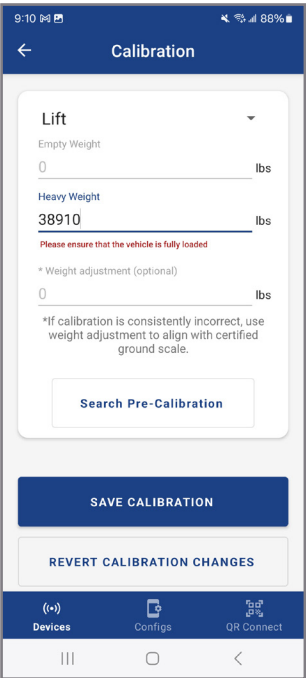 9:10 88%
Calibration
Lift
Empty Weight
0 lbs
Heavy Weight
38910 lbs
Please ensure that the vehicle is fully loaded
* Weight adjustment (optional)
0 lbs
*If calibration is consistently incorrect, use
weight adjustment to align with certified
ground scale.
Search Pre-Calibration
SAVE CALIBRATION
REVERT CALIBRATION CHANGES
Devices Configs QR Connect